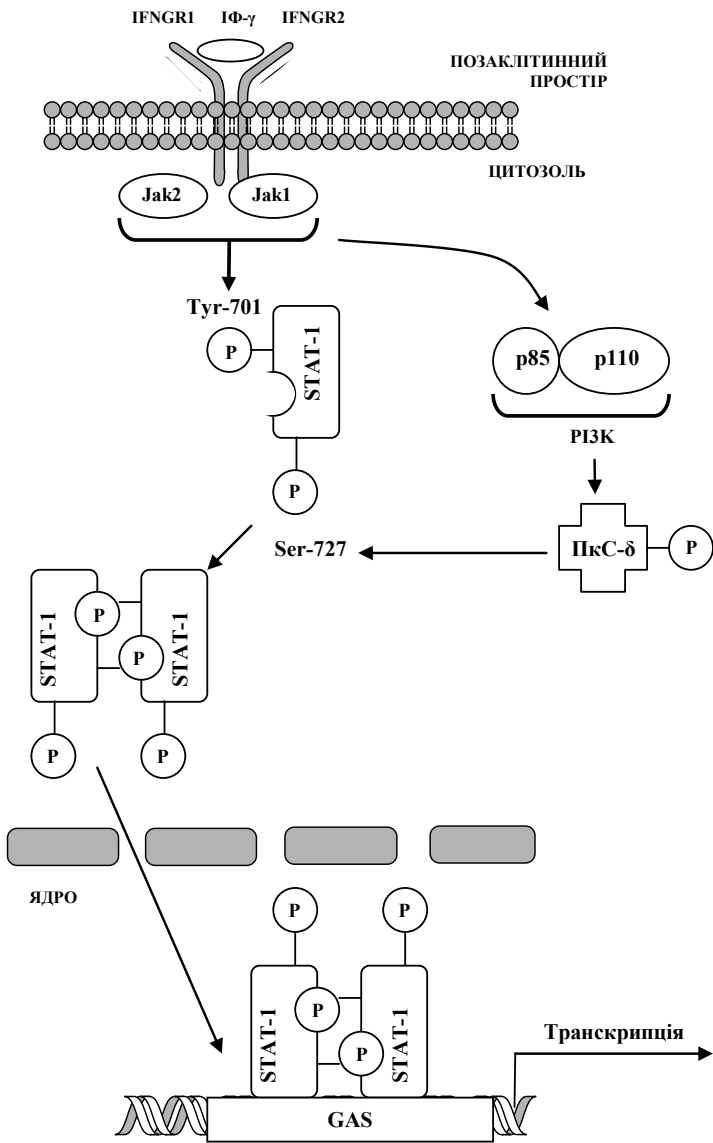 IFNGR1 ІФ-γ IFNGR2
ПОЗАКЛІТИННИЙ
ПРОСТІР
ЦИТОЗОЛЬ
Jak2 Jak1
Tyr-701
P
STAT-1
p85 p110
PI3K
P
Ser-727
ПкС-δ
P
STAT-1
P
P
STAT-1
P
P
ЯДРО
P
P
STAT-1
P
P
STAT-1
Транскрипція
GAS